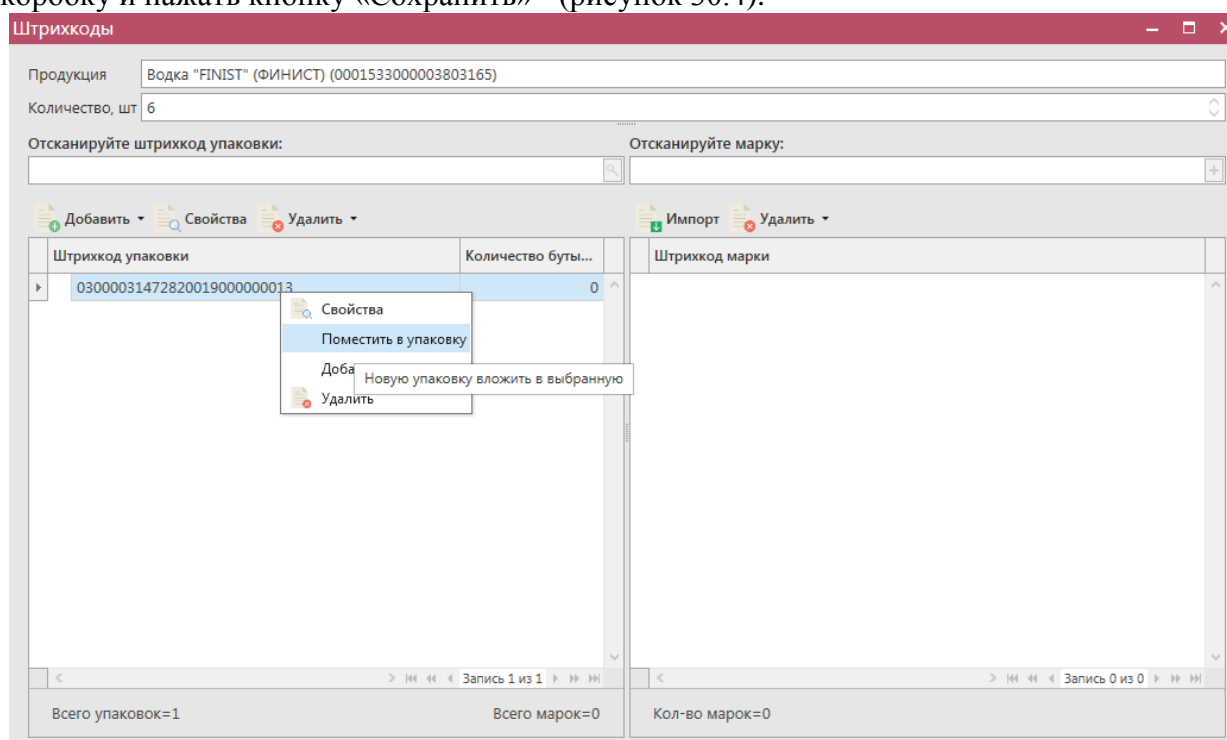 коробку и нажать кнопку «Сохранить» (рисунок 30.4).
Штрихкоды
Продукция Водка "FINIST" (ФИНИСТ) (0001533000003803165)
Количество, шт 6
Отсканируйте штрихкод упаковки: Отсканируйте марку:
Добавить Свойства Удалить Импорт Удалить
Штрихкод упаковки Количество буты... Штрихкод марки
03000031472820019000000013 0
Свойства
Поместить в упаковку
Доба
Новую упаковку вложить в выбранную
Удалить
Запись 1 из 1 Запись 0 из 0
Всего упаковок=1 Всего марок=0 Кол-во марок=0